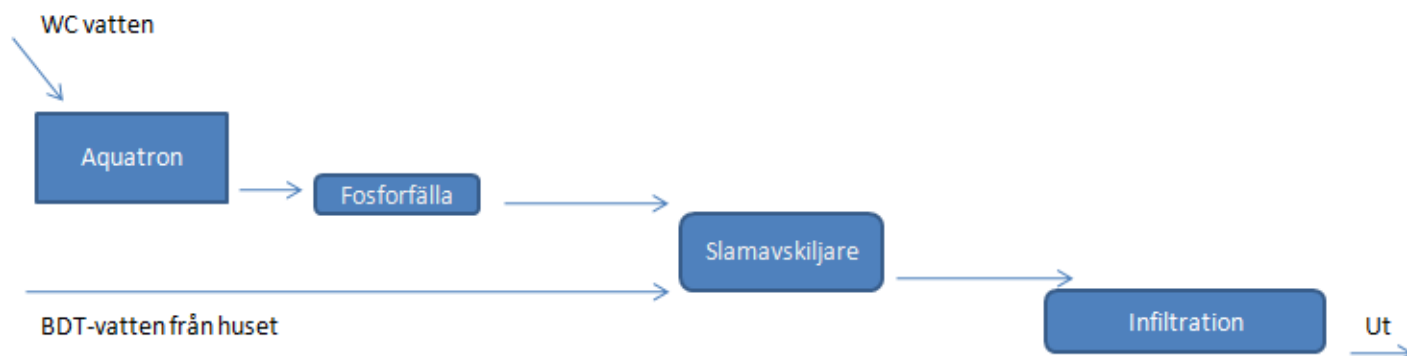 WC vatten
Aquatron
Fosforfälla
Slamavskiljare
BDT-vatten från huset
Infiltration
Ut